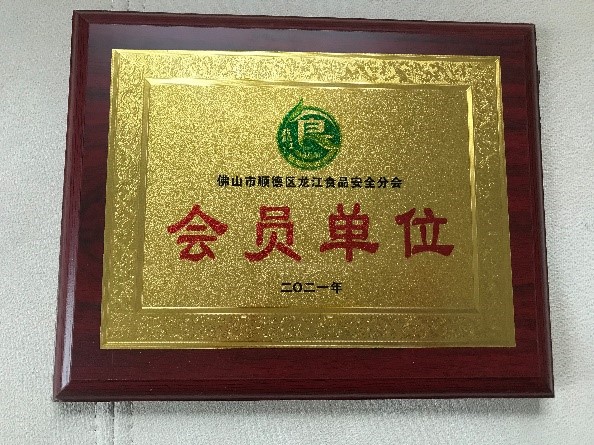 食
佛山市顺德区龙江食品安全分会
会员单位
二〇二一年